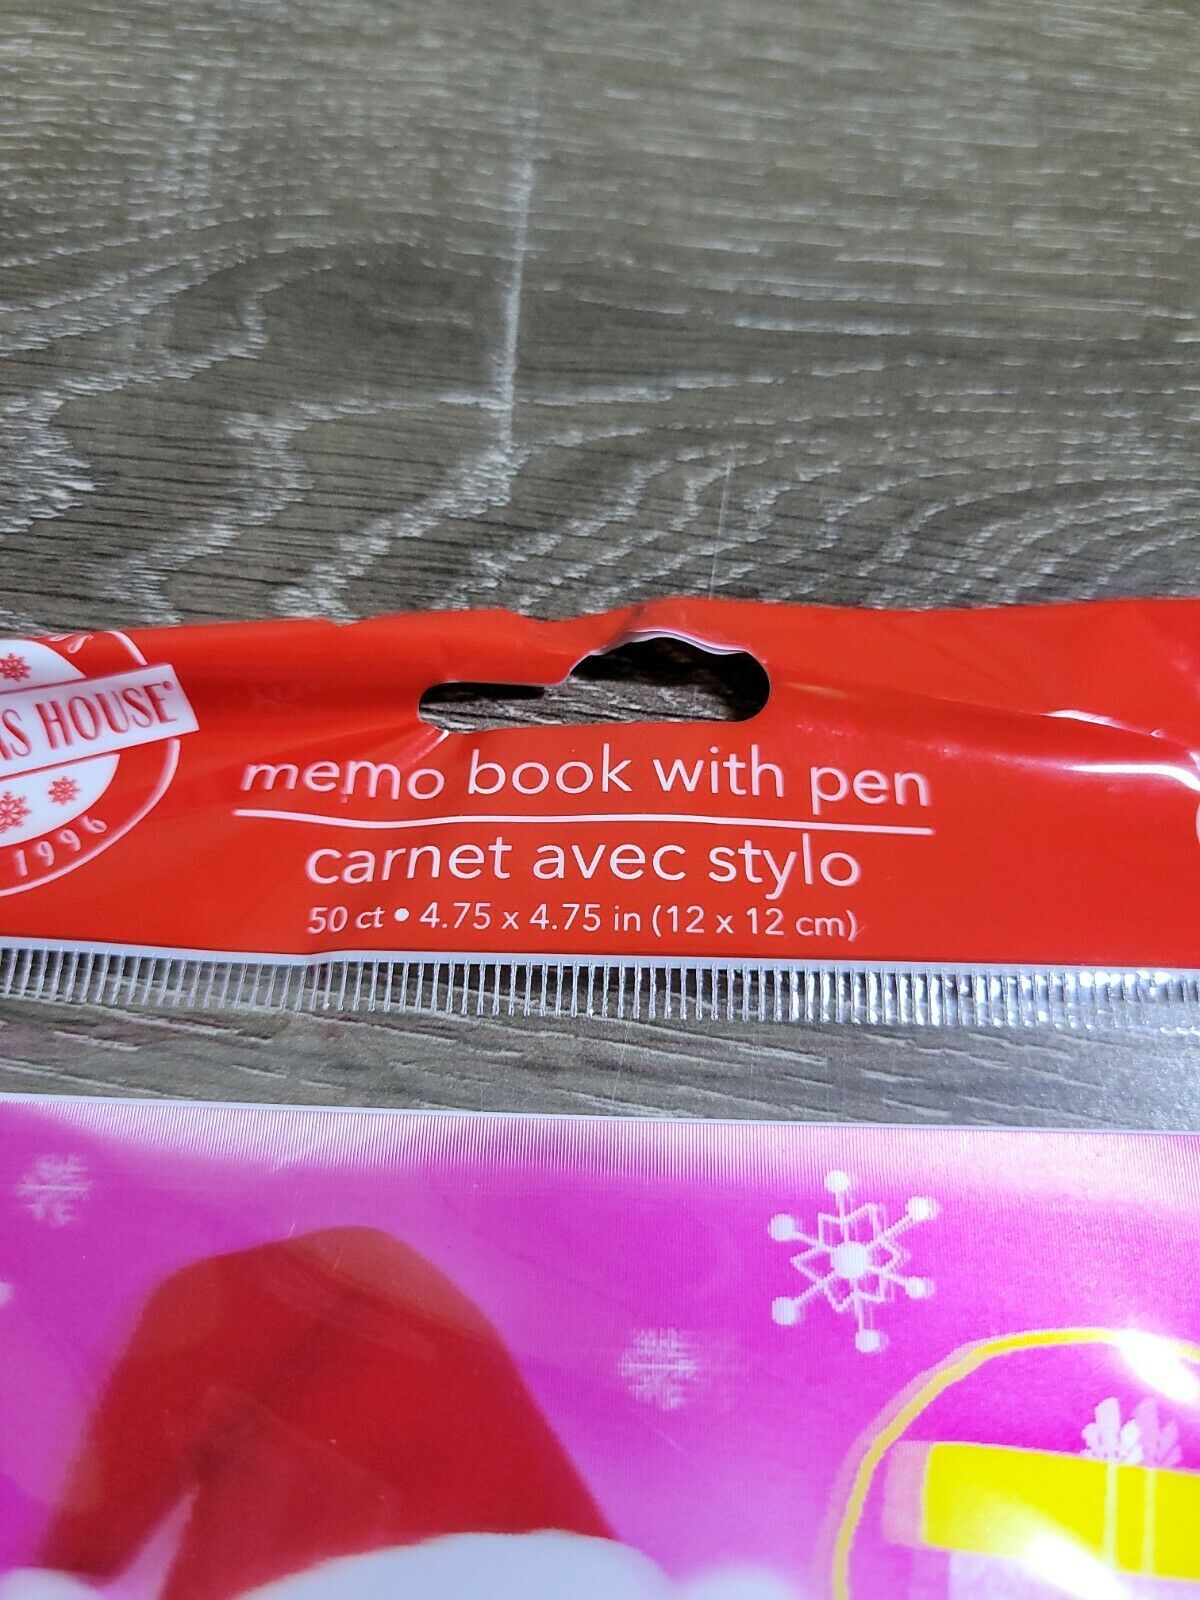 AS HOUSE®
1996
memo book with pen
carnet avec stylo
50 ct • 4.75 x 4.75 in (12 x 12 cm)